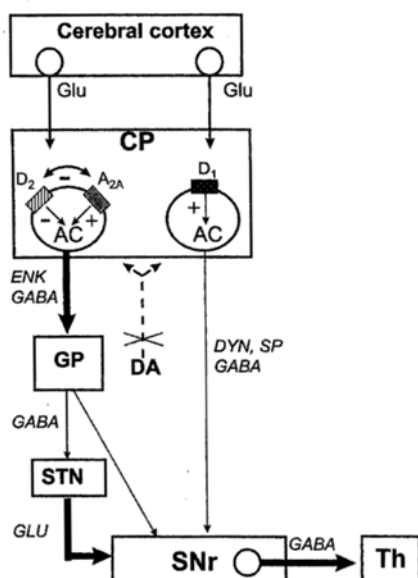 Cerebral cortex
Glu Glu
CP
D₁
D₂ − A₂A
− + +
AC AC
ENK
GABA
DA
DYN, SP
GABA
GP
GABA
STN
GLU
SNr
GABA
Th